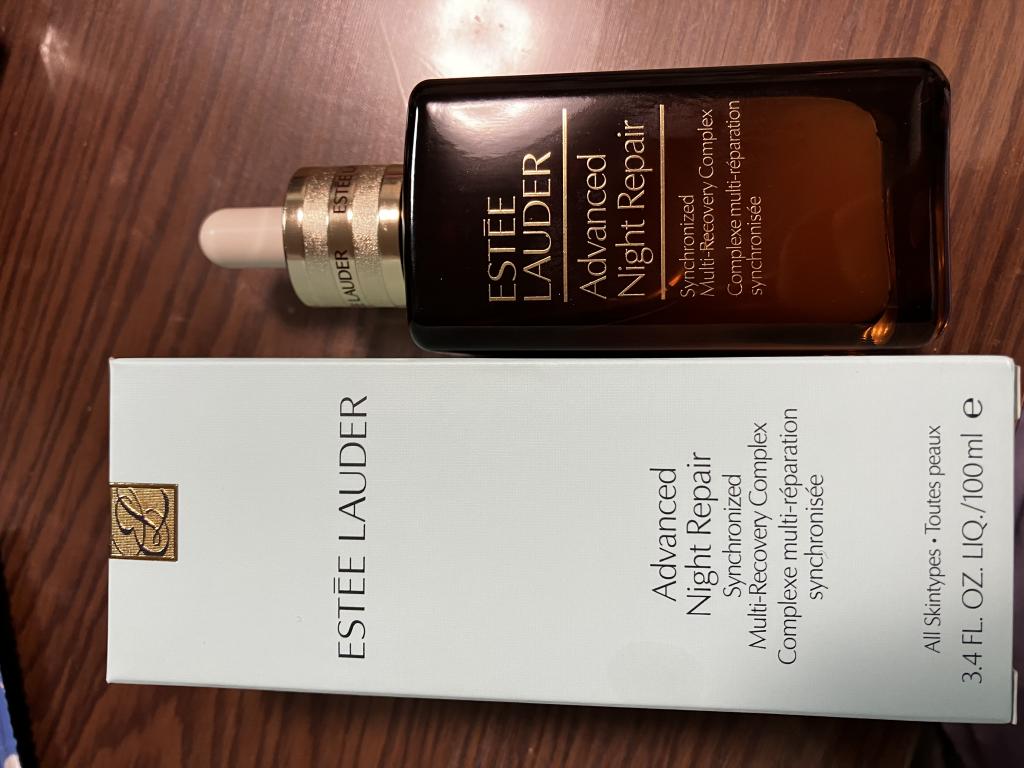 ESTĒE LAUDER
LAUDER
ESTĒE
LAUDER
Advanced
Night Repair
Synchronized
Multi-Recovery Complex
Complexe multi-réparation
synchronisée
ESTĒE LAUDER
Advanced
Night Repair
Synchronized
Multi-Recovery Complex
Complexe multi-réparation
synchronisée
All Skintypes • Toutes peaux
3.4 FL. OZ. LIQ./100 ml ℮